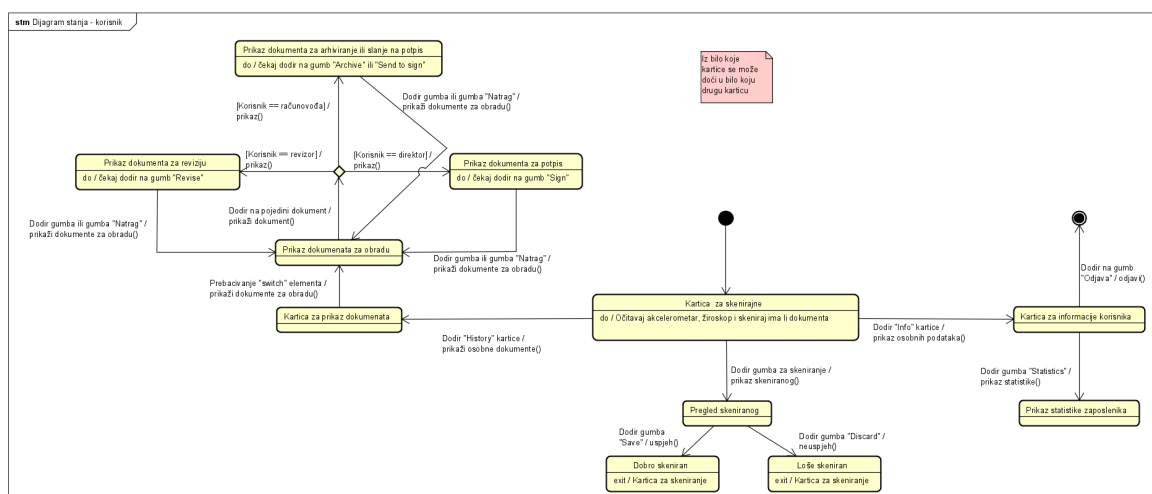 stm Dijagram stanja - korisnik
Prikaz dokumenta za arhiviranje ili slanje na potpis
do / čekaj dodir na gumb "Archive" ili "Send to sign"
Iz bilo koje
kartice se može
doći u bilo koju
drugu karticu
Dodir gumba ili gumba "Natrag" /
prikaži dokumente za obradu()
[Korisnik == računovođa] /
prikaz()
[Korisnik == revizor] /
prikaz()
[Korisnik == direktor] /
prikaz()
Prikaz dokumenta za reviziju
do / čekaj dodir na gumb "Revise"
Prikaz dokumenta za potpis
do / čekaj dodir na gumb "Sign"
Dodir gumba ili gumba "Natrag" /
prikaži dokumente za obradu()
Dodir na pojedini dokument /
prikaži dokument()
Prikaz dokumenata za obradu
Dodir gumba ili gumba "Natrag" /
prikaži dokumente za obradu()
Dodir na gumb
"Odjava" / odjavi()
Prebacivanje "switch" elementa /
prikaži dokumente za obradu()
Kartica za prikaz dokumenata
Kartica za skenirajne
do / Očitavaj akcelerometar, žiroskop i skeniraj ima li dokumenta
Kartica za informacije korisnika
Dodir "History" kartice /
prikaži osobne dokumente()
Dodir "Info" kartice /
prikaz osobnih podataka()
Dodir gumba za skeniranje /
prikaz skeniranog()
Dodir gumba "Statistics" /
prikaz statistike()
Pregled skeniranog
Prikaz statistike zaposlenika
Dodir gumba
"Save" / uspjeh()
Dodir gumba "Discard" /
neuspjeh()
Dobro skeniran
exit / Kartica za skeniranje
Loše skeniran
exit / Kartica za skeniranje